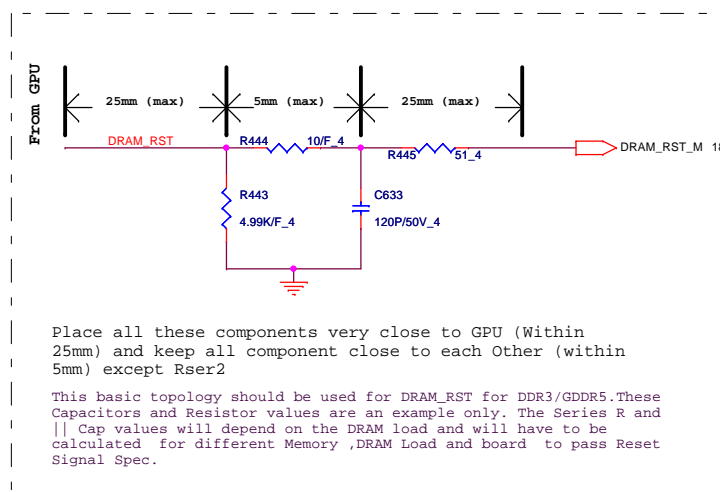 From GPU
25mm (max)
5mm (max)
25mm (max)
DRAM_RST
R444
10/F_4
R445
51_4
DRAM_RST_M 18
R443
4.99K/F_4
C633
120P/50V_4
Place all these components very close to GPU (Within
25mm) and keep all component close to each Other (within
5mm) except Rser2
This basic topology should be used for DRAM_RST for DDR3/GDDR5.These
Capacitors and Resistor values are an example only. The Series R and
|| Cap values will depend on the DRAM load and will have to be
calculated for different Memory ,DRAM Load and board to pass Reset
Signal Spec.